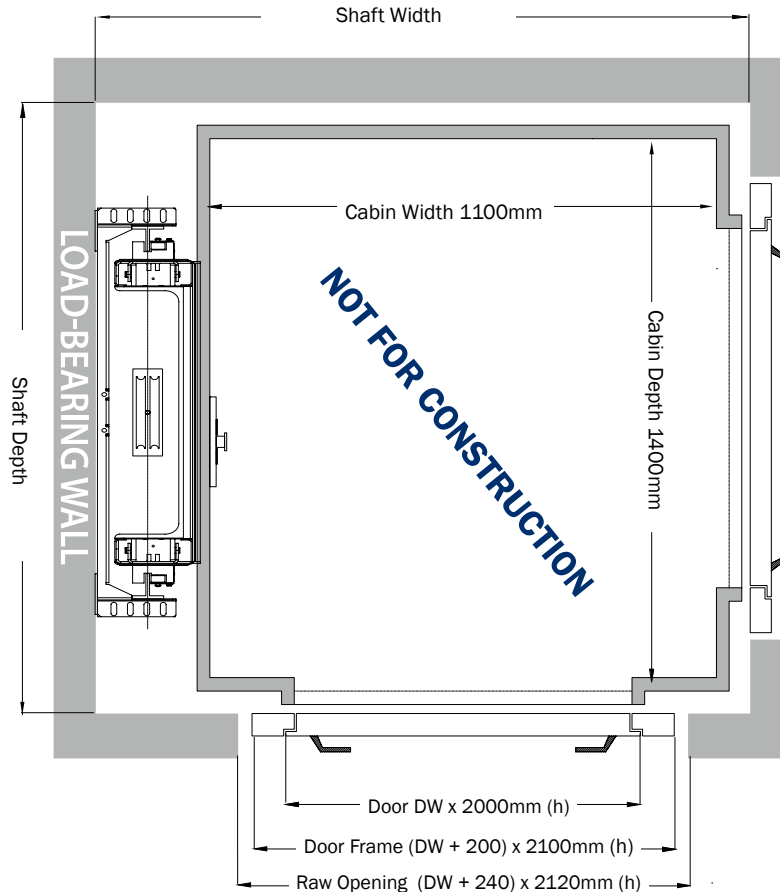 Shaft Width
Cabin Width 1100mm
LOAD-BEARING WALL
NOT FOR CONSTRUCTION
Cabin Depth 1400mm
Shaft Depth
Door DW x 2000mm (h)
Door Frame (DW + 200) x 2100mm (h)
Raw Opening (DW + 240) x 2120mm (h)